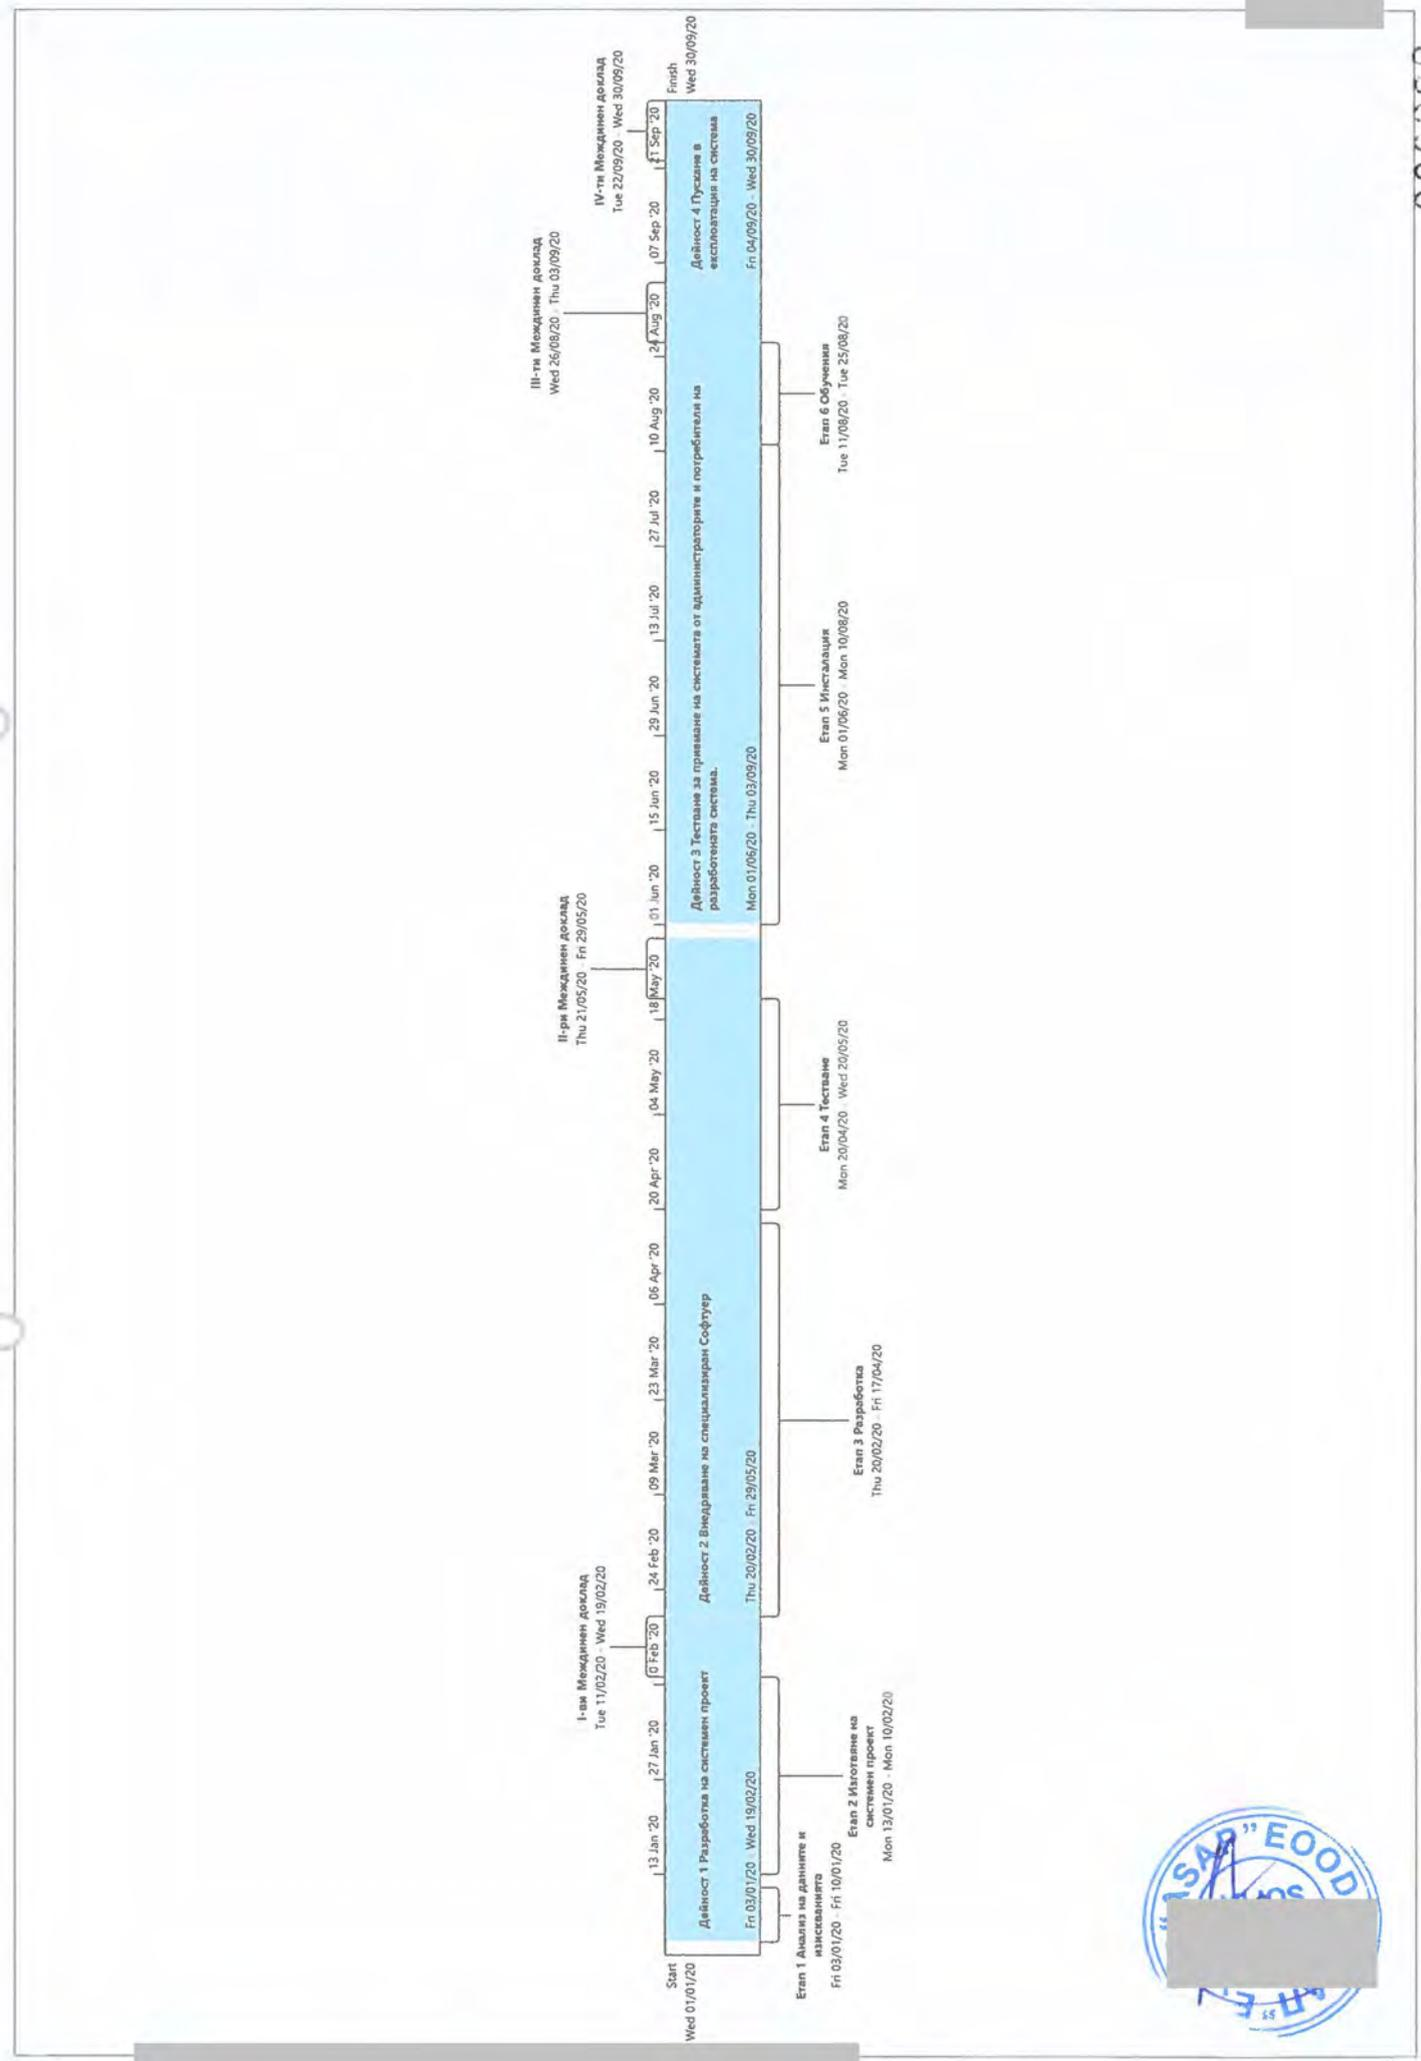 I-ви Междинен доклад
Tue 11/02/20 - Wed 19/02/20
II-ри Междинен доклад
Thu 21/05/20 - Fri 29/05/20
III-ти Междинен доклад
Wed 26/08/20 - Thu 03/09/20
IV-ти Междинен доклад
Tue 22/09/20 - Wed 30/09/20
13 Jan '20
27 Jan '20
0 Feb '20
24 Feb '20
09 Mar '20
23 Mar '20
06 Apr '20
20 Apr '20
04 May '20
18 May '20
01 Jun '20
15 Jun '20
29 Jun '20
13 Jul '20
27 Jul '20
10 Aug '20
24 Aug '20
07 Sep '20
21 Sep '20
Start
Wed 01/01/20
Finish
Wed 30/09/20
Дейност 1 Разработка на системен проект
Fri 03/01/20 - Wed 19/02/20
Дейност 2 Внедряване на специализиран Софтуер
Thu 20/02/20 - Fri 29/05/20
Дейност 3 Тестване за приемане на системата от администраторите и потребители на
разработената система.
Mon 01/06/20 - Thu 03/09/20
Дейност 4 Пускане в
експлоатация на система
Fri 04/09/20 - Wed 30/09/20
Етап 1 Анализ на данните и
изискванията
Fri 03/01/20 - Fri 10/01/20
Етап 2 Изготвяне на
системен проект
Mon 13/01/20 - Mon 10/02/20
Етап 3 Разработка
Thu 20/02/20 - Fri 17/04/20
Етап 4 Тестване
Mon 20/04/20 - Wed 20/05/20
Етап 5 Инсталация
Mon 01/06/20 - Mon 10/08/20
Етап 6 Обучения
Tue 11/08/20 - Tue 25/08/20
"ASAP" EOOD